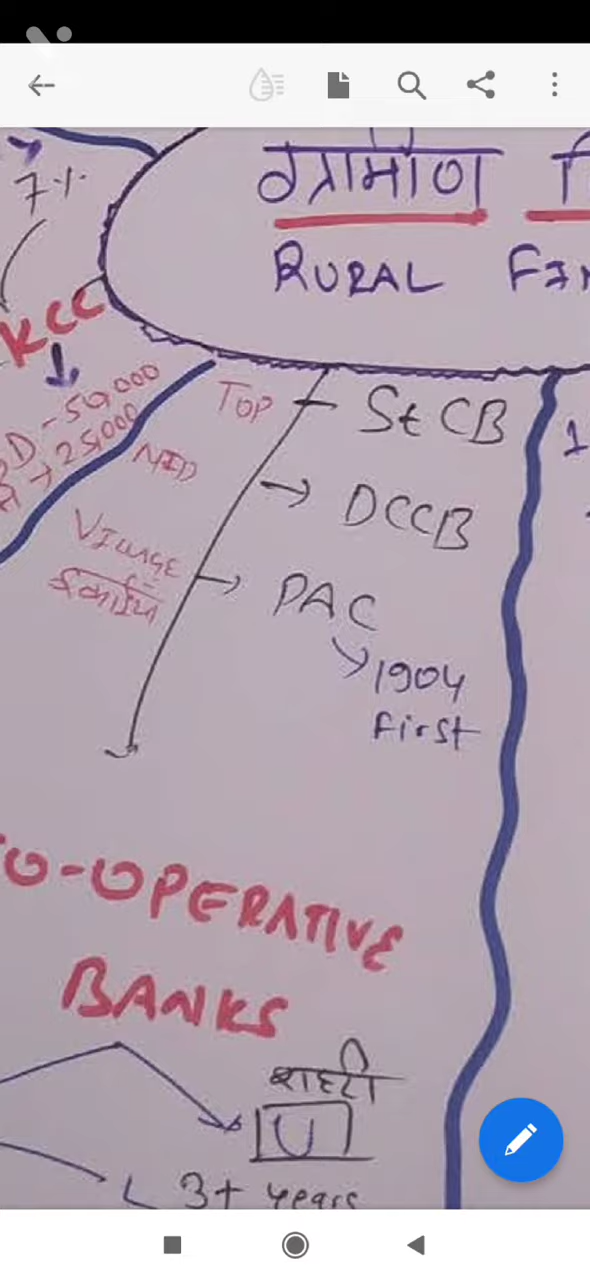 7%
ग्रामीण
RURAL
KCC
50,000
25,000
TOP
StCB
MID
DCCB
VILLAGE
PAC
1904
First
CO-OPERATIVE
BANKS
शहरी
U
3+ years